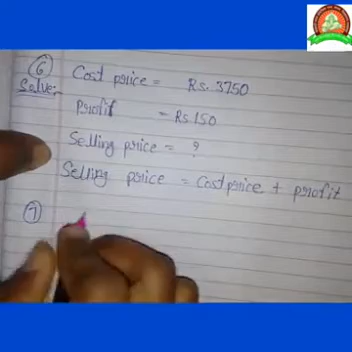 ⑥ Cost price = Rs. 3750
Solve:
Profit = Rs 150
Selling price = ?
Selling price = Cost price + profit
⑦